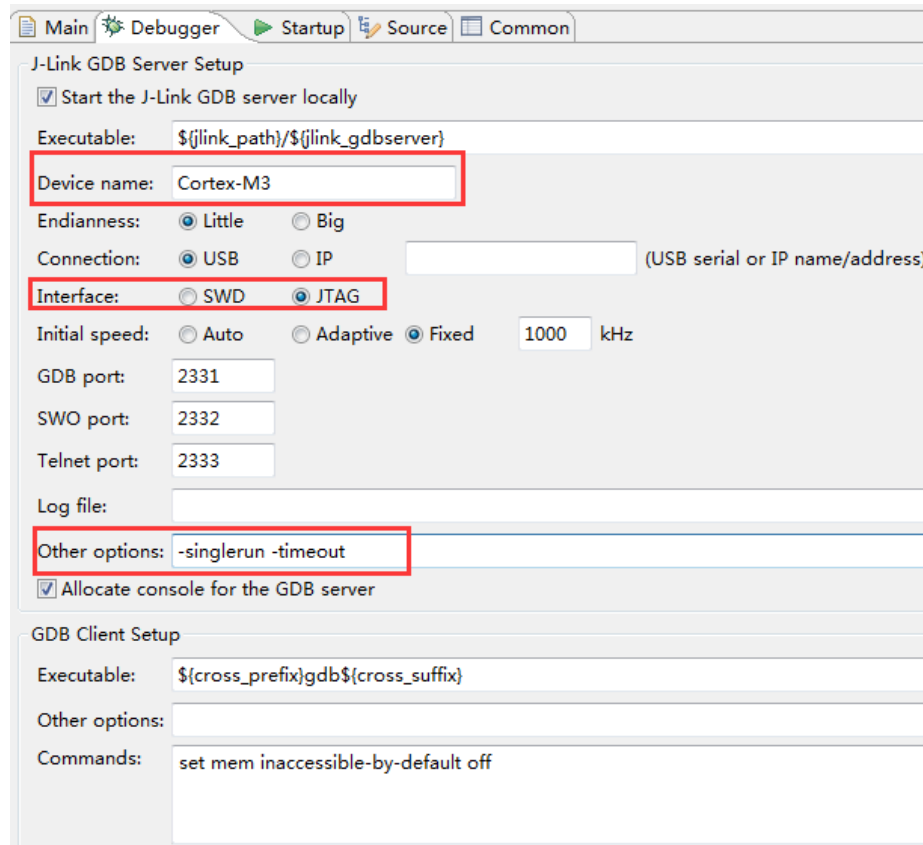 Main Debugger Startup Source Common
J-Link GDB Server Setup
Start the J-Link GDB server locally
Executable: ${jlink_path}/${jlink_gdbserver}
Device name: Cortex-M3
Endianness: Little Big
Connection: USB IP (USB serial or IP name/address)
Interface: SWD JTAG
Initial speed: Auto Adaptive Fixed 1000 kHz
GDB port: 2331
SWO port: 2332
Telnet port: 2333
Log file:
Other options: -singlerun -timeout
Allocate console for the GDB server
GDB Client Setup
Executable: ${cross_prefix}gdb${cross_suffix}
Other options:
Commands: set mem inaccessible-by-default off